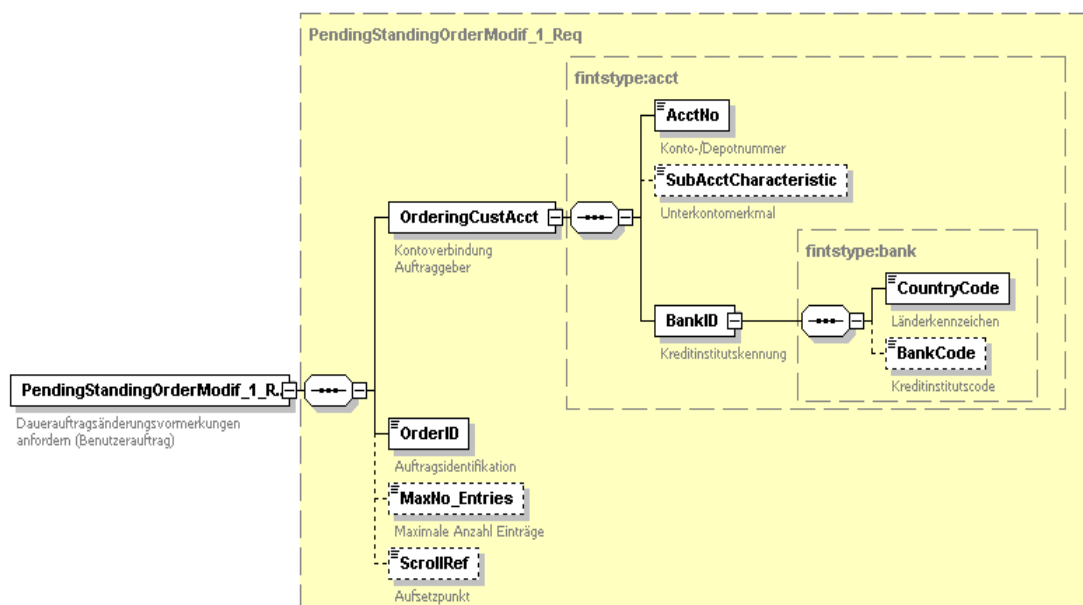 PendingStandingOrderModif_1_Req
fintstype:acct
AcctNo
Konto-/Depotnummer
SubAcctCharacteristic
Unterkontomerkmal
OrderingCustAcct
Kontoverbindung
Auftraggeber
fintstype:bank
CountryCode
Länderkennzeichen
BankID
Kreditinstitutskennung
BankCode
Kreditinstitutscode
PendingStandingOrderModif_1_R..
Dauerauftragsänderungsvormerkungen
anfordern (Benutzerauftrag)
OrderID
Auftragsidentifikation
MaxNo_Entries
Maximale Anzahl Einträge
ScrollRef
Aufsetzpunkt